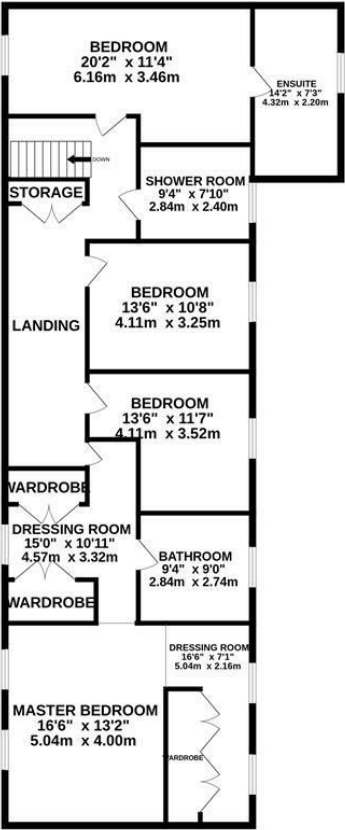 BEDROOM
20'2" x 11'4"
6.16m x 3.46m
ENSUITE
14'2" x 7'3"
4.32m x 2.20m
DOWN
STORAGE
SHOWER ROOM
9'4" x 7'10"
2.84m x 2.40m
BEDROOM
13'6" x 10'8"
4.11m x 3.25m
LANDING
BEDROOM
13'6" x 11'7"
4.11m x 3.52m
WARDROBE
DRESSING ROOM
15'0" x 10'11"
4.57m x 3.32m
BATHROOM
9'4" x 9'0"
2.84m x 2.74m
WARDROBE
DRESSING ROOM
16'6" x 7'1"
5.04m x 2.16m
MASTER BEDROOM
16'6" x 13'2"
5.04m x 4.00m
WARDROBE